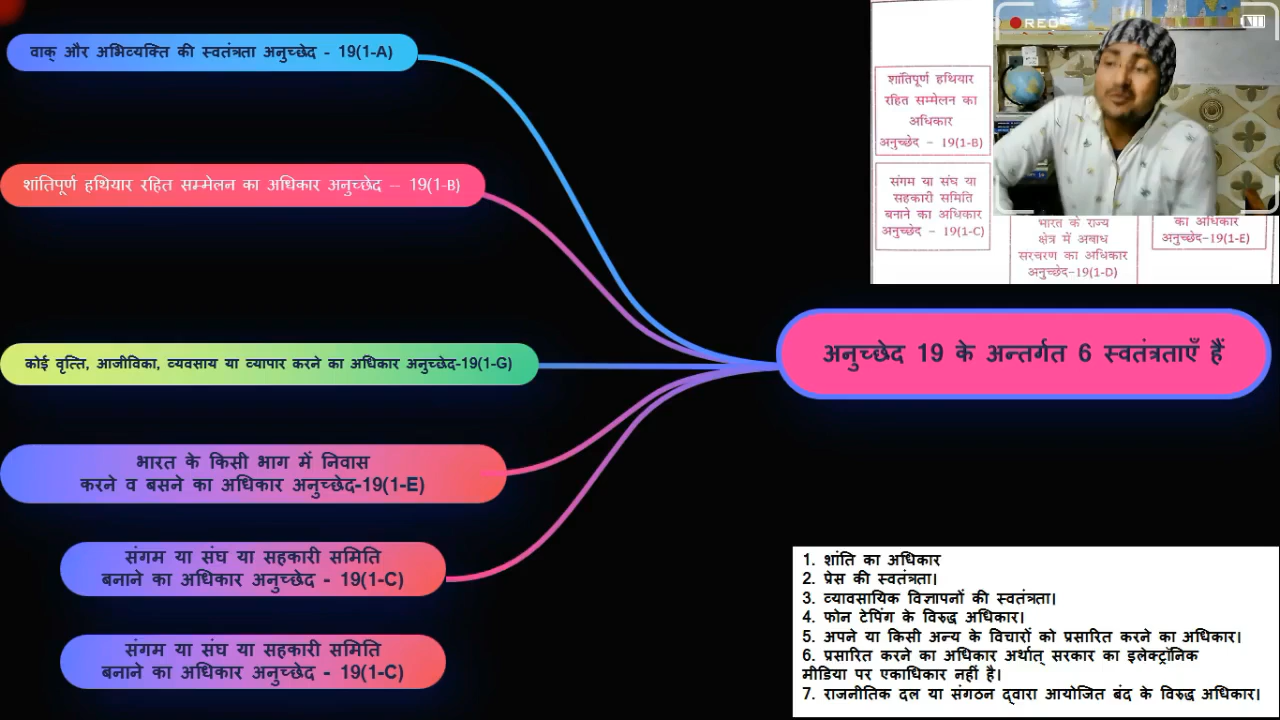 वाक् और अभिव्यक्ति की स्वतंत्रता अनुच्छेद - 19(1-A)
शांतिपूर्ण हथियार रहित सम्मेलन का अधिकार अनुच्छेद – 19(1-B)
कोई वृत्ति, आजीविका, व्यवसाय या व्यापार करने का अधिकार अनुच्छेद-19(1-G)
भारत के किसी भाग में निवास
करने व बसने का अधिकार अनुच्छेद-19(1-E)
संगम या संघ या सहकारी समिति
बनाने का अधिकार अनुच्छेद - 19(1-C)
संगम या संघ या सहकारी समिति
बनाने का अधिकार अनुच्छेद - 19(1-C)
REC
शांतिपूर्ण हथियार
रहित सम्मेलन का
अधिकार
अनुच्छेद – 19(1-B)
संगम या संघ या
सहकारी समिति
बनाने का अधिकार
अनुच्छेद – 19(1-C)
भारत के राज्य
क्षेत्र में अबाध
सरचरण का अधिकार
अनुच्छेद–19(1-D)
का अधिकार
अनुच्छेद–19(1-E)
अनुच्छेद 19 के अन्तर्गत 6 स्वतंत्रताएँ हैं
1. शांति का अधिकार
2. प्रेस की स्वतंत्रता।
3. व्यावसायिक विज्ञापनों की स्वतंत्रता।
4. फोन टेपिंग के विरुद्ध अधिकार।
5. अपने या किसी अन्य के विचारों को प्रसारित करने का अधिकार।
6. प्रसारित करने का अधिकार अर्थात् सरकार का इलेक्ट्रॉनिक
मीडिया पर एकाधिकार नहीं है।
7. राजनीतिक दल या संगठन द्वारा आयोजित बंद के विरुद्ध अधिकार।